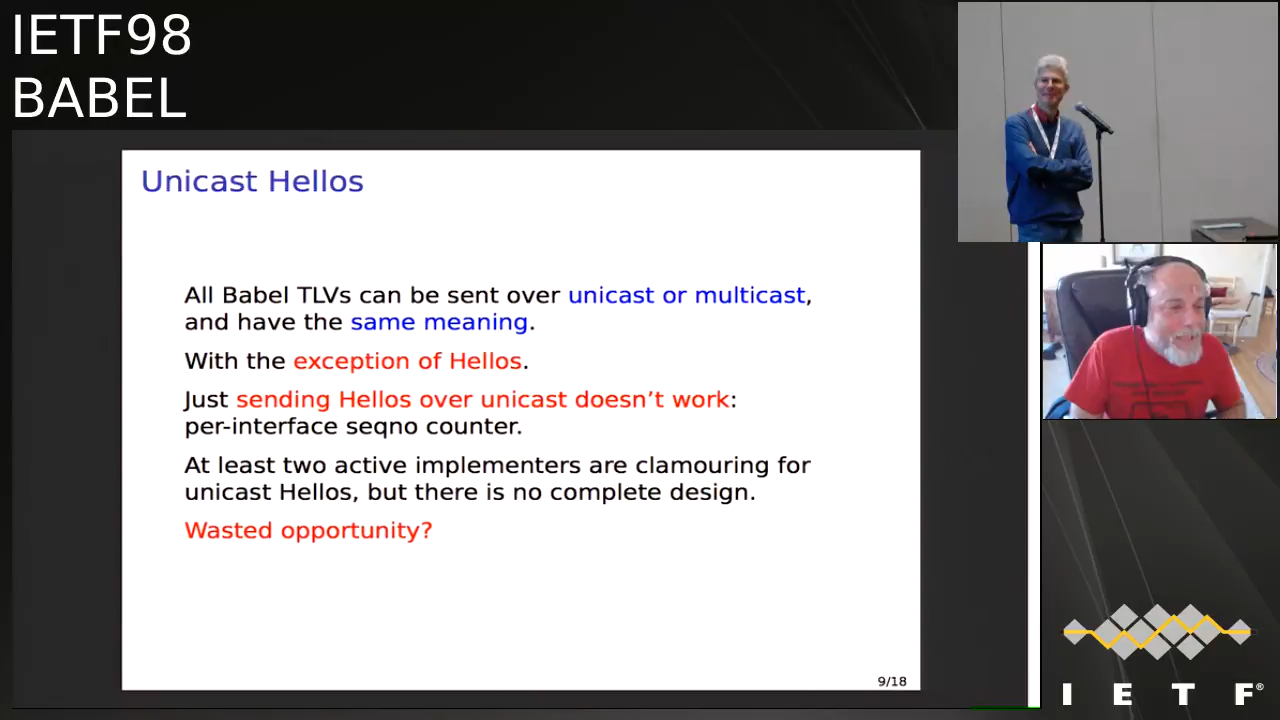 IETF98
BABEL
Unicast Hellos
All Babel TLVs can be sent over unicast or multicast,
and have the same meaning.
With the exception of Hellos.
Just sending Hellos over unicast doesn’t work:
per-interface seqno counter.
At least two active implementers are clamouring for
unicast Hellos, but there is no complete design.
Wasted opportunity?
9/18
I E T F®